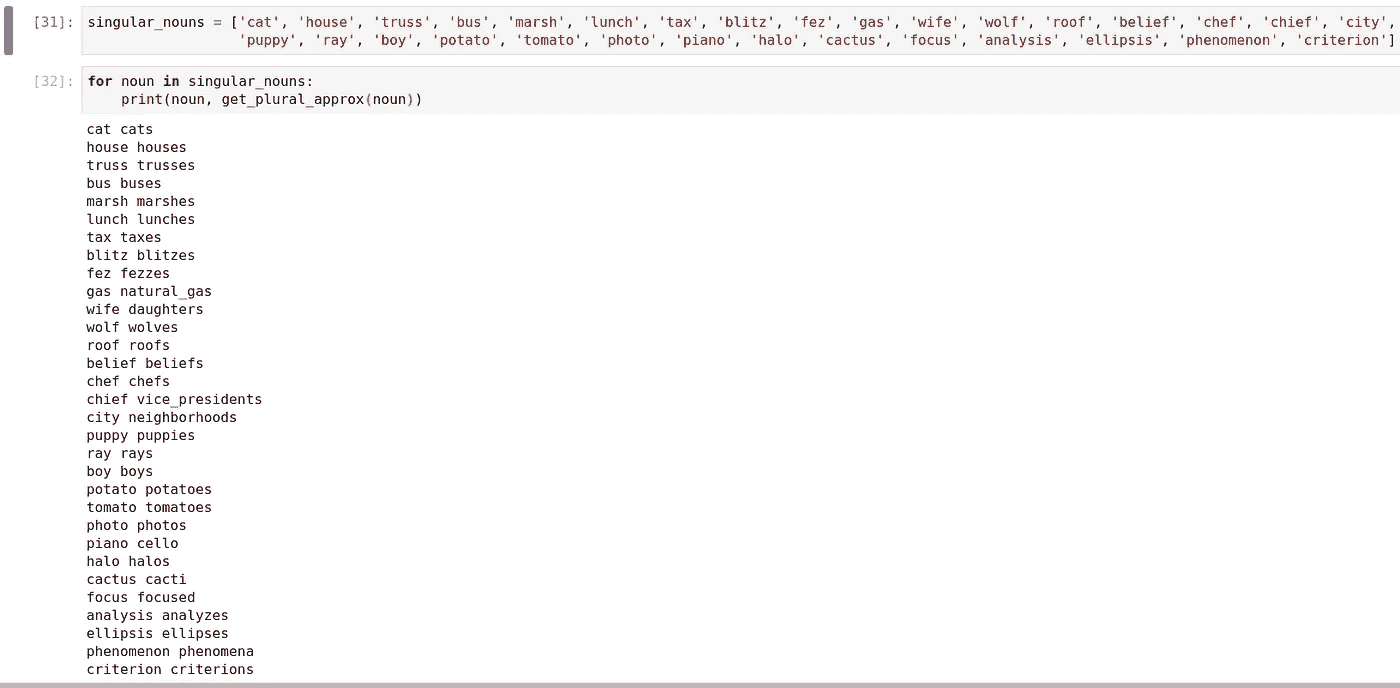 [31]: singular_nouns = ['cat', 'house', 'truss', 'bus', 'marsh', 'lunch', 'tax', 'blitz', 'fez', 'gas', 'wife', 'wolf', 'roof', 'belief', 'chef', 'chief', 'city',
'puppy', 'ray', 'boy', 'potato', 'tomato', 'photo', 'piano', 'halo', 'cactus', 'focus', 'analysis', 'ellipsis', 'phenomenon', 'criterion']
[32]: for noun in singular_nouns:
print(noun, get_plural_approx(noun))
cat cats
house houses
truss trusses
bus buses
marsh marshes
lunch lunches
tax taxes
blitz blitzes
fez fezzes
gas natural_gas
wife daughters
wolf wolves
roof roofs
belief beliefs
chef chefs
chief vice_presidents
city neighborhoods
puppy puppies
ray rays
boy boys
potato potatoes
tomato tomatoes
photo photos
piano cello
halo halos
cactus cacti
focus focused
analysis analyzes
ellipsis ellipses
phenomenon phenomena
criterion criterions